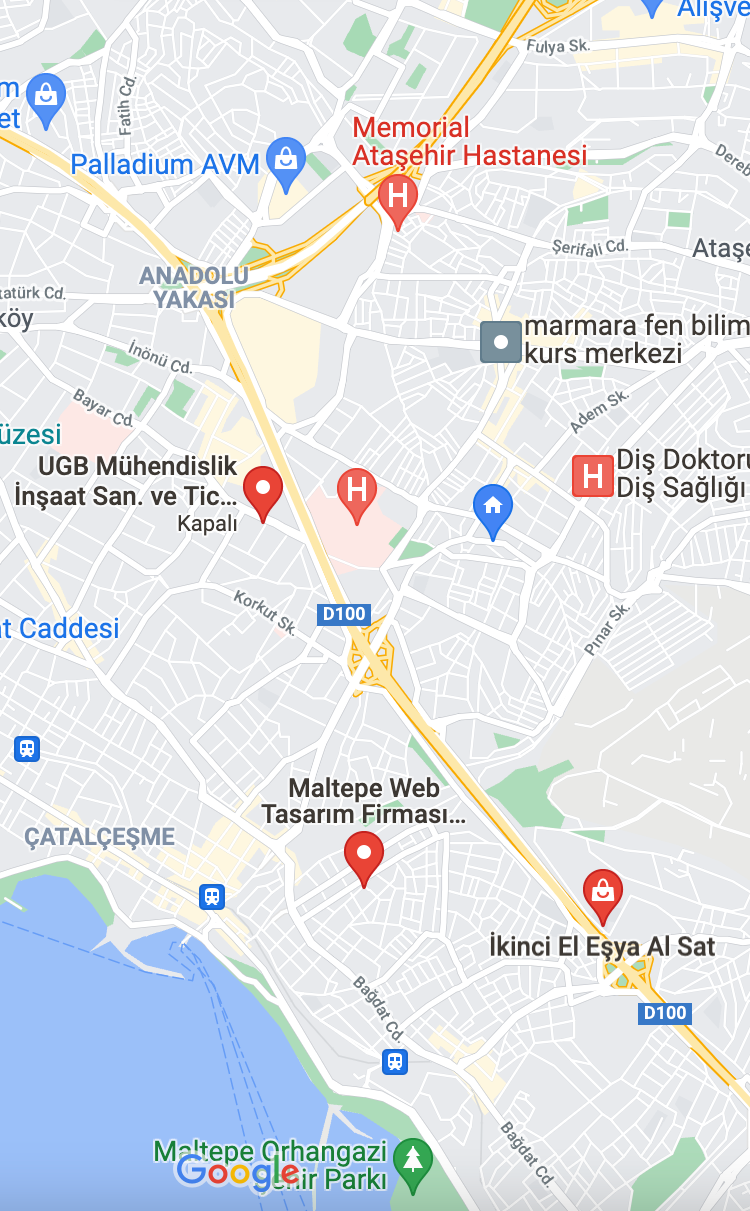 Alışve
Fulya Sk.
m
et
Fatih Cd.
Memorial
Ataşehir Hastanesi
Palladium AVM
Dereb
Şerifali Cd.
Ataşe
ANADOLU
YAKASI
tatürk Cd.
köy
marmara fen bilim
kurs merkezi
İnönü Cd.
Bayar Cd.
Adem Sk.
üzesi
UGB Mühendislik
İnşaat San. ve Tic...
Kapalı
H
Diş Doktoru
Diş Sağlığı
D100
Korkut Sk.
at Caddesi
Pınar Sk.
Maltepe Web
Tasarım Firması...
ÇATALÇEŞME
İkinci El Eşya Al Sat
D100
Bağdat Cd.
Bağdat Cd.
Maltepe Orhangazi
Şehir Parkı
Google